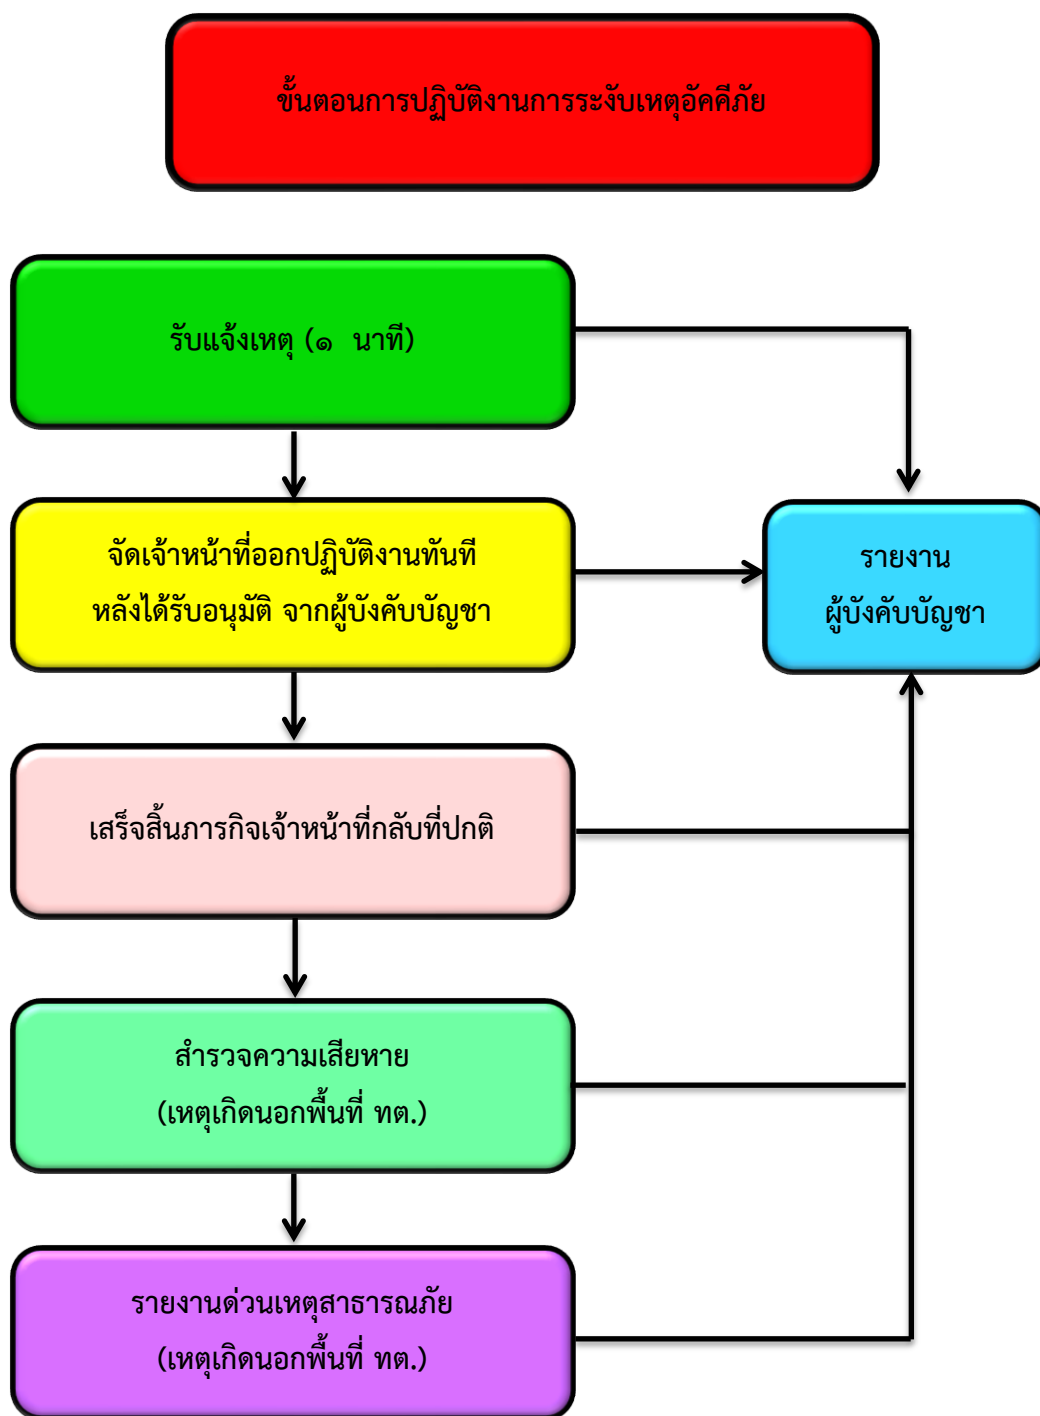 ขั้นตอนการปฏิบัติงานการระงับเหตุอัคคีภัย
รับแจ้งเหตุ (๑ นาที)
จัดเจ้าหน้าที่ออกปฏิบัติงานทันที
หลังได้รับอนุมัติ จากผู้บังคับบัญชา
รายงาน
ผู้บังคับบัญชา
เสร็จสิ้นภารกิจเจ้าหน้าที่กลับที่ปกติ
สำรวจความเสียหาย
(เหตุเกิดนอกพื้นที่ ทต.)
รายงานด่วนเหตุสาธารณภัย
(เหตุเกิดนอกพื้นที่ ทต.)